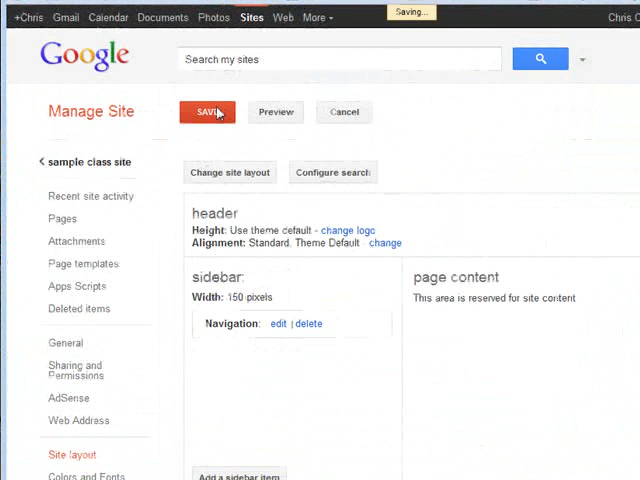 +Chris Gmail Calendar Documents Photos Sites Web More Chris C
Saving...
Google
Search my sites
Manage Site
SAVE
Preview
Cancel
sample class site
Change site layout
Configure search
Recent site activity
Pages
Attachments
Page templates
Apps Scripts
Deleted items
General
Sharing and
Permissions
AdSense
Web Address
Site layout
Colors and Fonts
header
Height: Use theme default - change logo
Alignment: Standard, Theme Default - change
sidebar:
Width: 150 pixels
Navigation: edit | delete
Add a sidebar item
page content
This area is reserved for site content